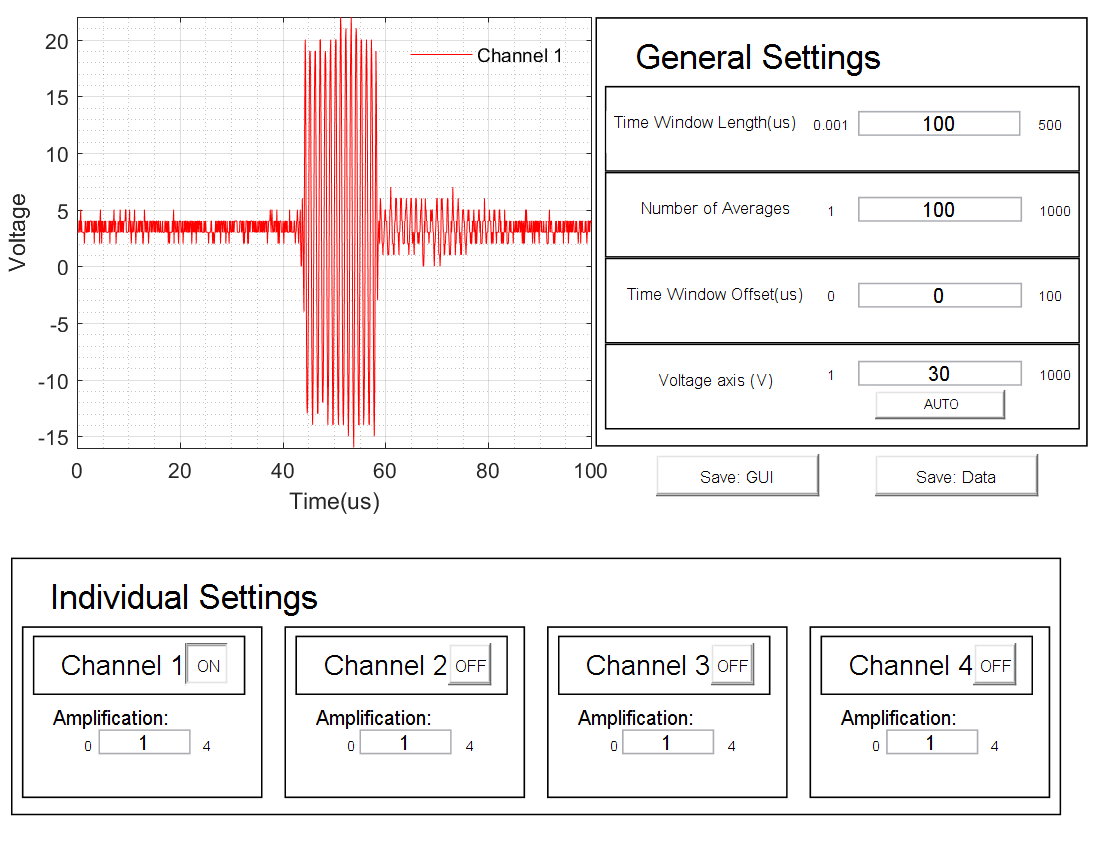 20
15
10
5
0
-5
-10
-15
Voltage
0 20 40 60 80 100
Time(us)
Channel 1
General Settings
Time Window Length(us) 0.001 100 500
Number of Averages 1 100 1000
Time Window Offset(us) 0 0 100
Voltage axis (V) 1 30 1000
AUTO
Save: GUI Save: Data
Individual Settings
Channel 1 ON
Amplification:
0 1 4
Channel 2 OFF
Amplification:
0 1 4
Channel 3 OFF
Amplification:
0 1 4
Channel 4 OFF
Amplification:
0 1 4